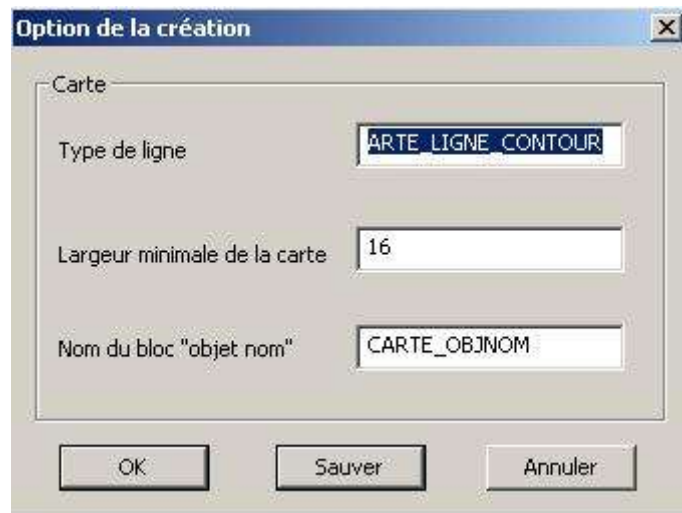 Option de la création
Carte
Type de ligne
ARTE_LIGNE_CONTOUR
Largeur minimale de la carte
16
Nom du bloc "objet nom"
CARTE_OBJNOM
OK
Sauver
Annuler